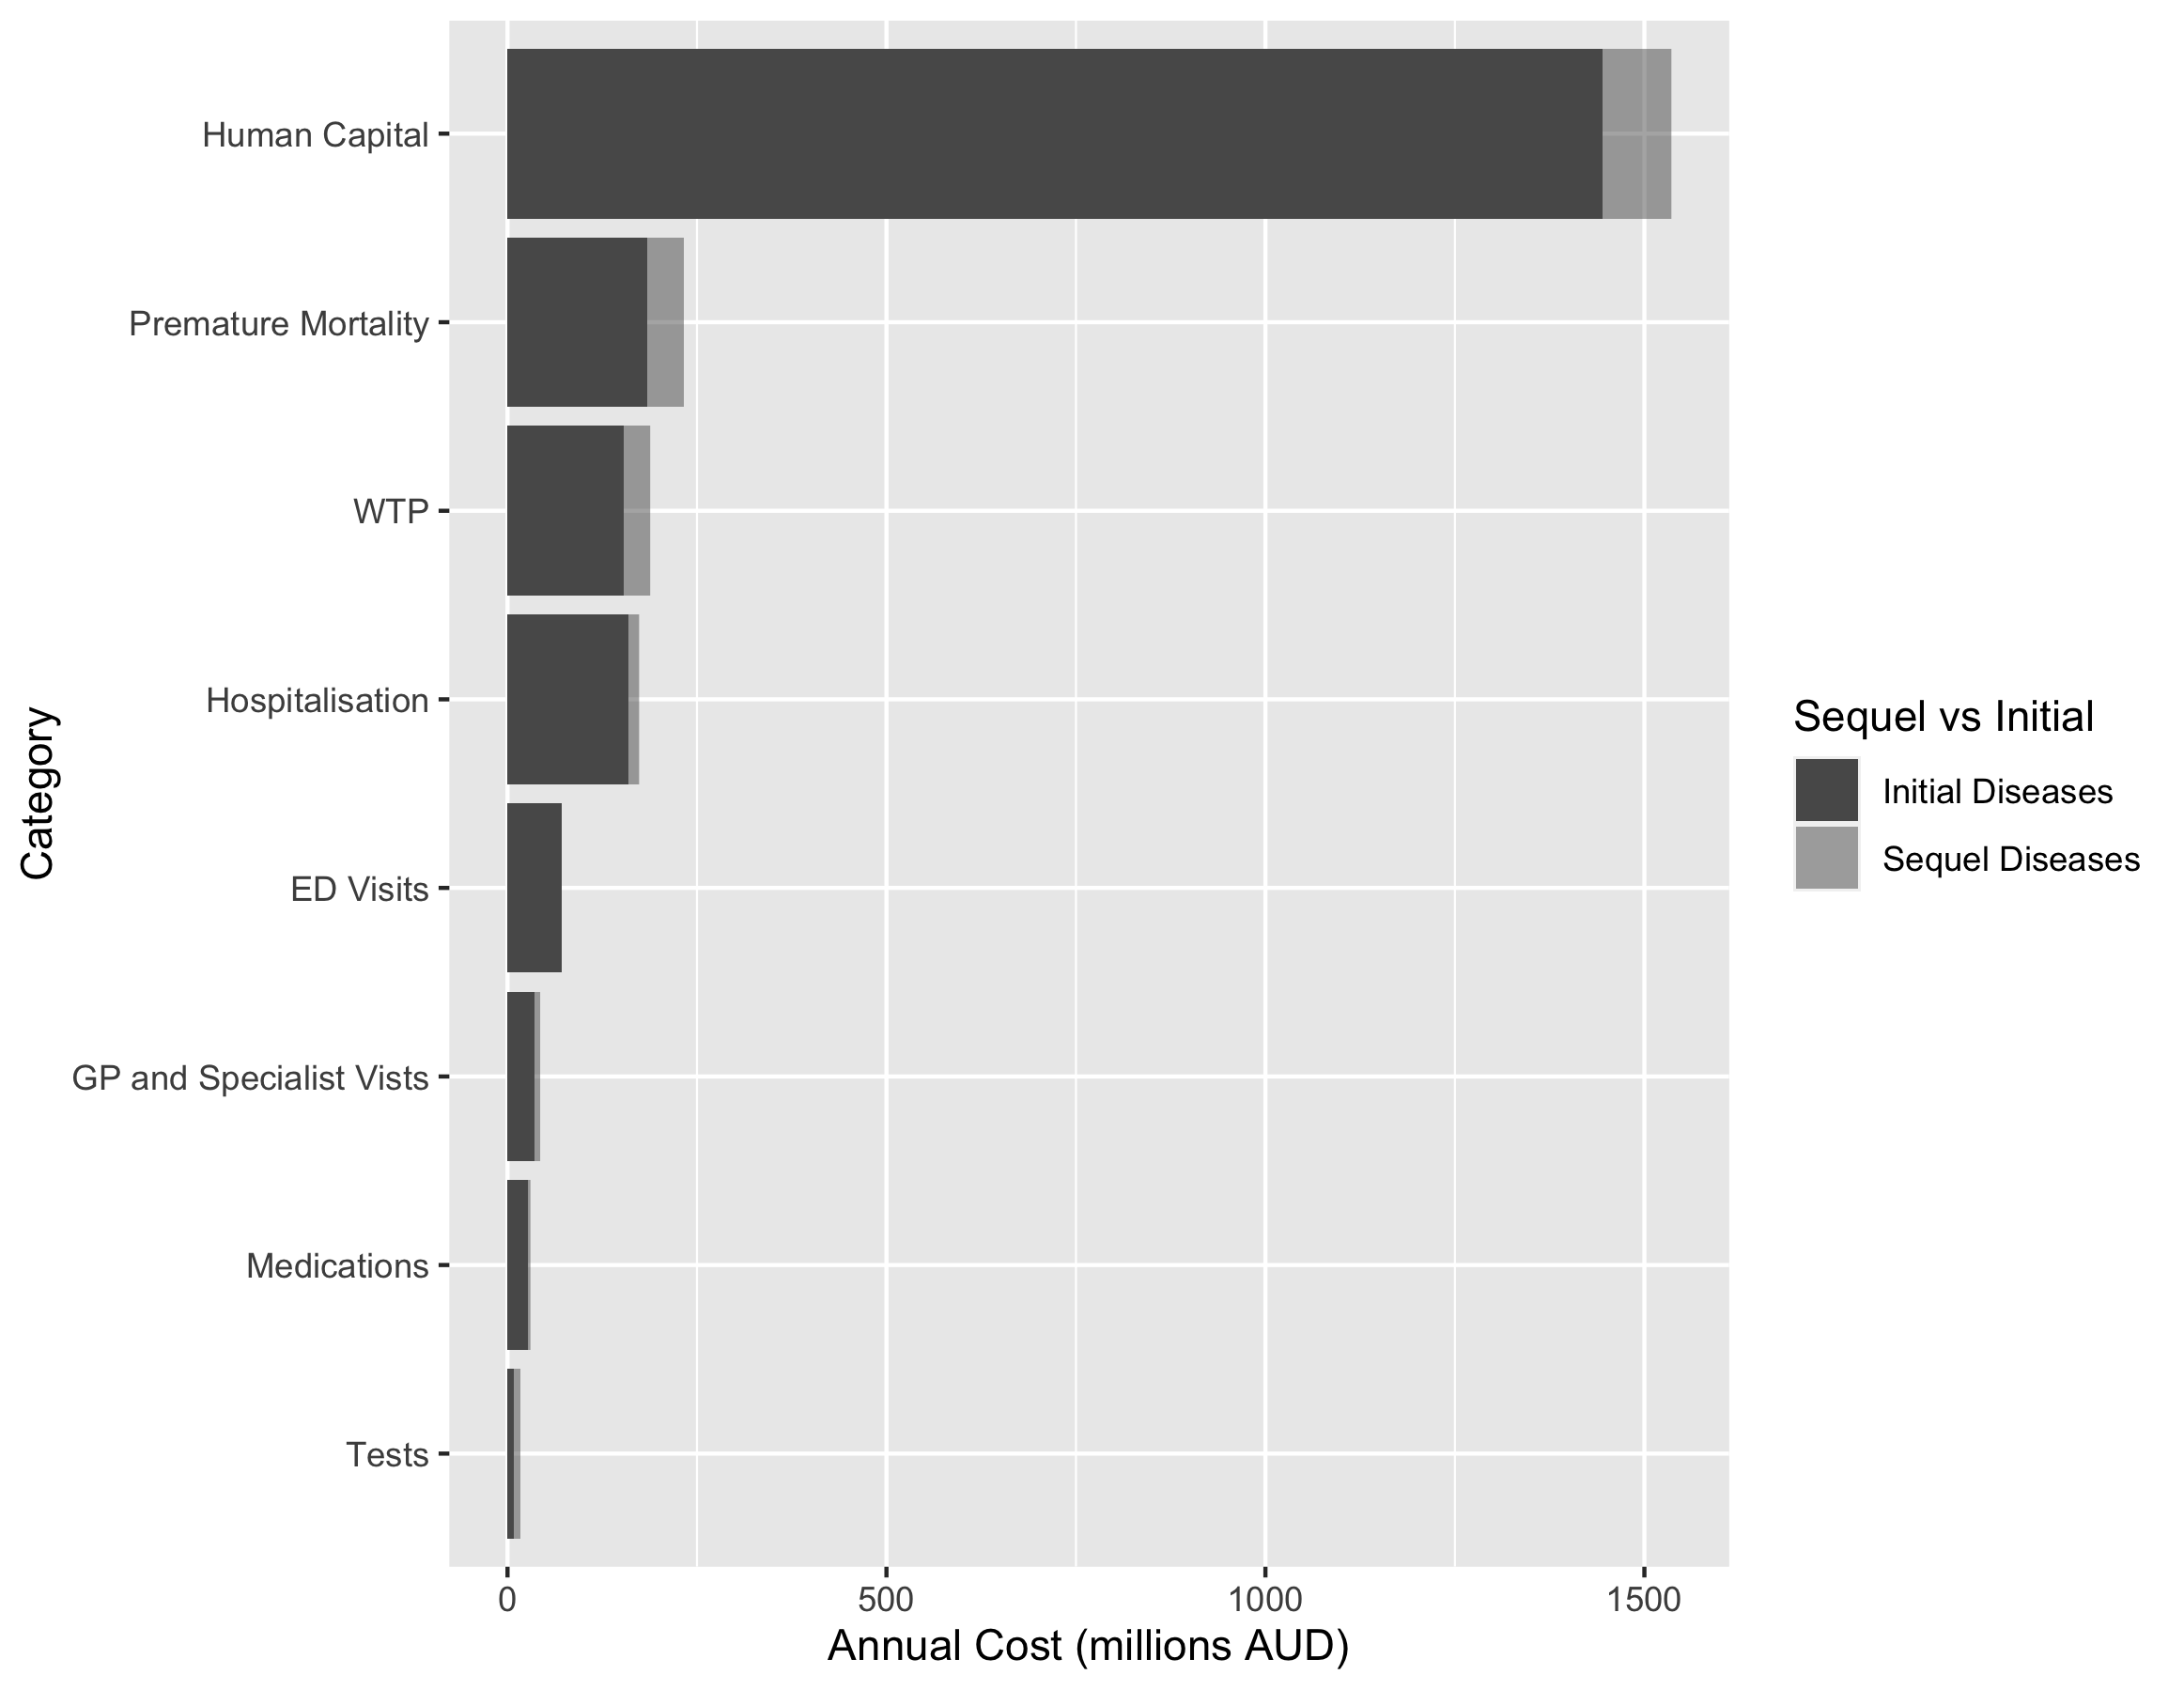 Human Capital
Premature Mortality
WTP
Hospitalisation
ED Visits
GP and Specialist Vists
Medications
Tests
Category
0 500 1000 1500
Annual Cost (millions AUD)
Sequel vs Initial
Initial Diseases
Sequel Diseases